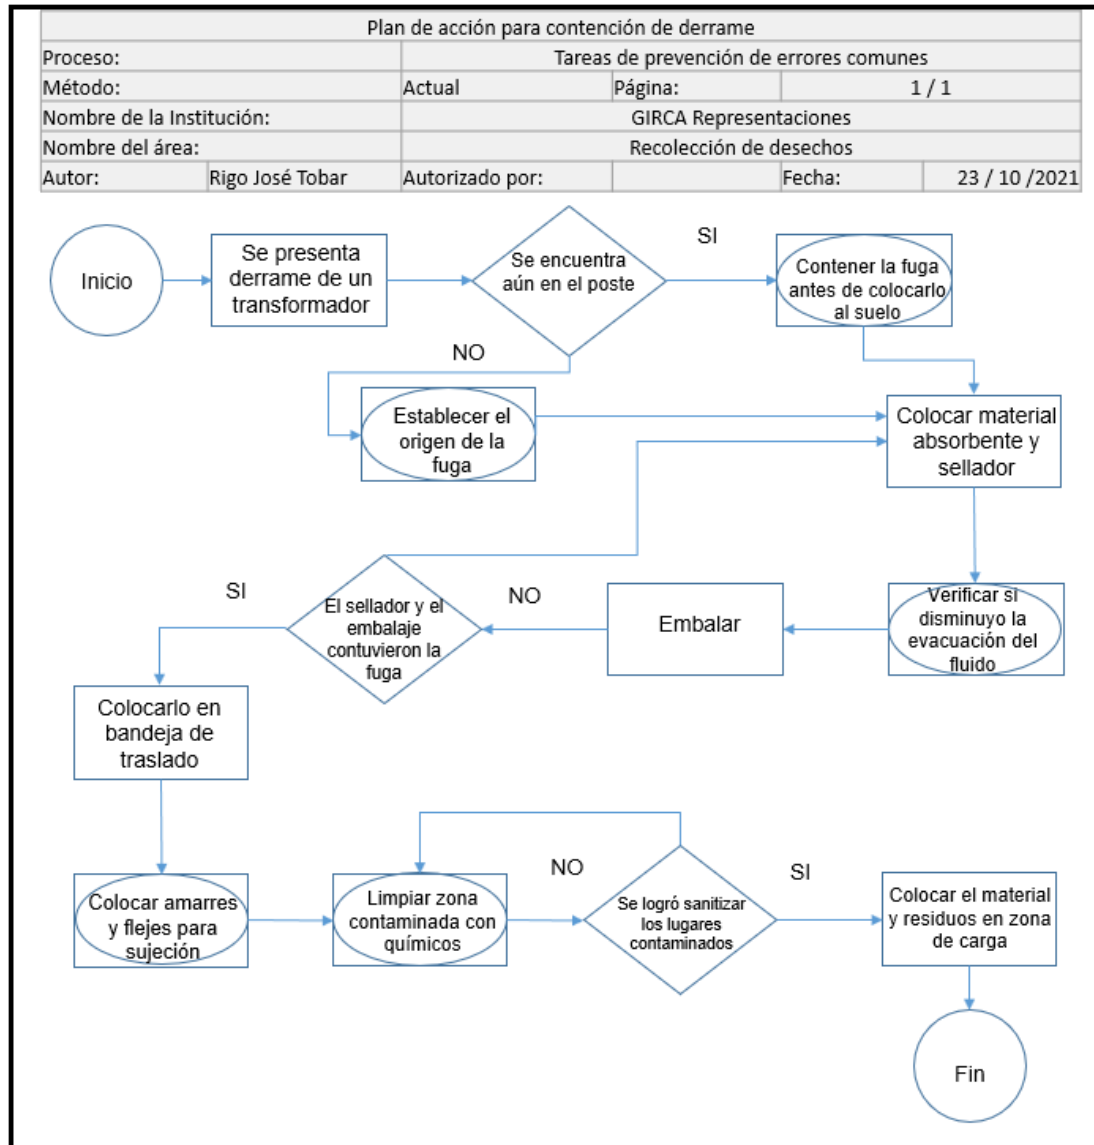 Plan de acción para contención de derrame
Proceso: Tareas de prevención de errores comunes
Método: Actual Página: 1 / 1
Nombre de la Institución: GIRCA Representaciones
Nombre del área: Recolección de desechos
Autor: Rigo José Tobar Autorizado por: Fecha: 23 / 10 /2021
Inicio
Se presenta
derrame de un
transformador
Se encuentra
aún en el poste
SI
Contener la fuga
antes de colocarlo
al suelo
NO
Establecer el
origen de la
fuga
Colocar material
absorbente y
sellador
Verificar si
disminuyo la
evacuación del
fluido
Embalar
NO
El sellador y el
embalaje
contuvieron la
fuga
SI
Colocarlo en
bandeja de
traslado
Colocar amarres
y flejes para
sujeción
Limpiar zona
contaminada con
químicos
NO
Se logró sanitizar
los lugares
contaminados
SI
Colocar el material
y residuos en zona
de carga
Fin